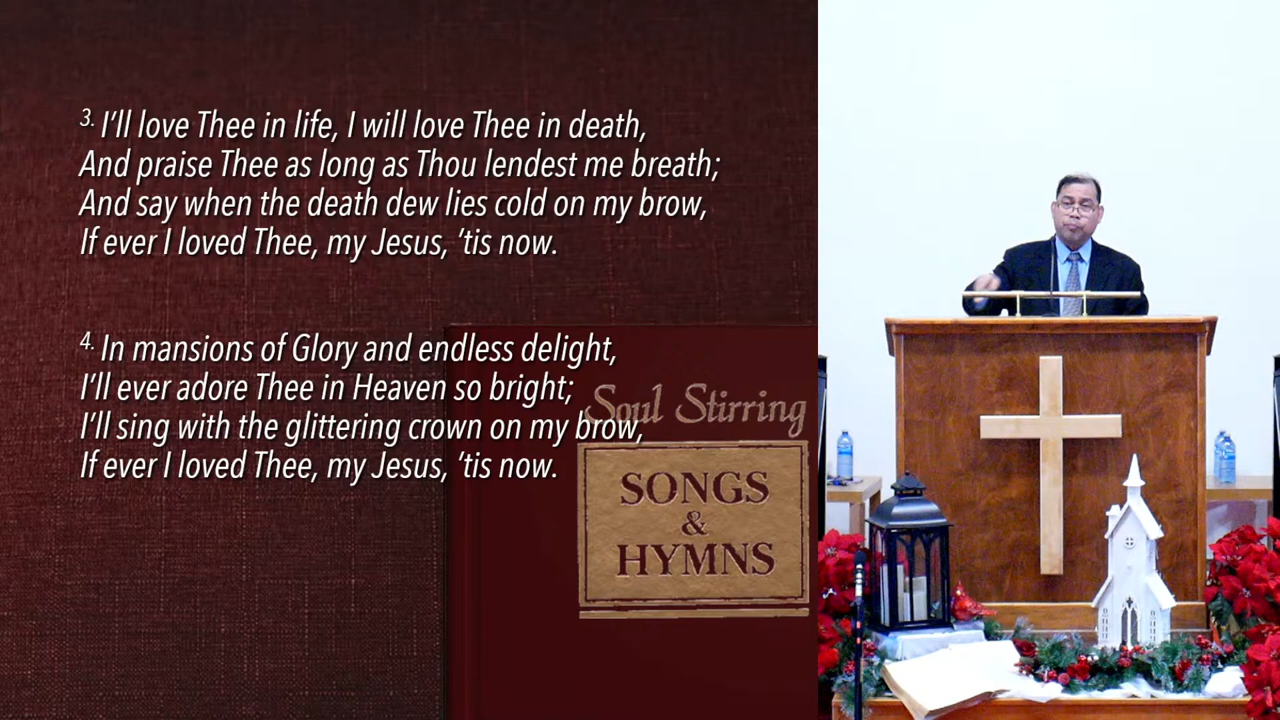 3. I’ll love Thee in life, I will love Thee in death,
And praise Thee as long as Thou lendest me breath;
And say when the death dew lies cold on my brow,
If ever I loved Thee, my Jesus, ’tis now.
4. In mansions of Glory and endless delight,
I’ll ever adore Thee in Heaven so bright;
I’ll sing with the glittering crown on my brow,
If ever I loved Thee, my Jesus, ’tis now.
Soul Stirring
SONGS
&
HYMNS